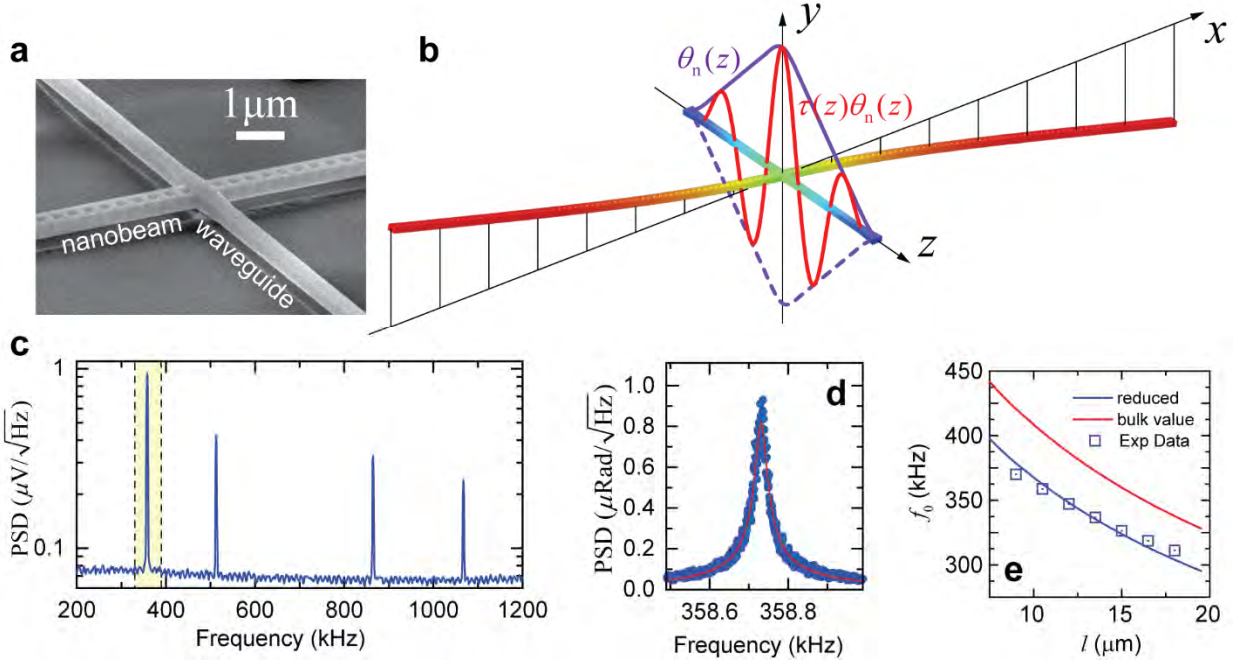 a
1µm
nanobeam
waveguide
b
y
x
z
θn(z)
τ(z)θn(z)
c
PSD (µV/√Hz)
1
0.1
200 400 600 800 1000 1200
Frequency (kHz)
d
PSD (µRad/√Hz)
1.0
0.8
0.6
0.4
0.2
0.0
358.6 358.8
Frequency (kHz)
e
f₀ (kHz)
450
400
350
300
reduced
bulk value
Exp Data
10 15 20
l (µm)